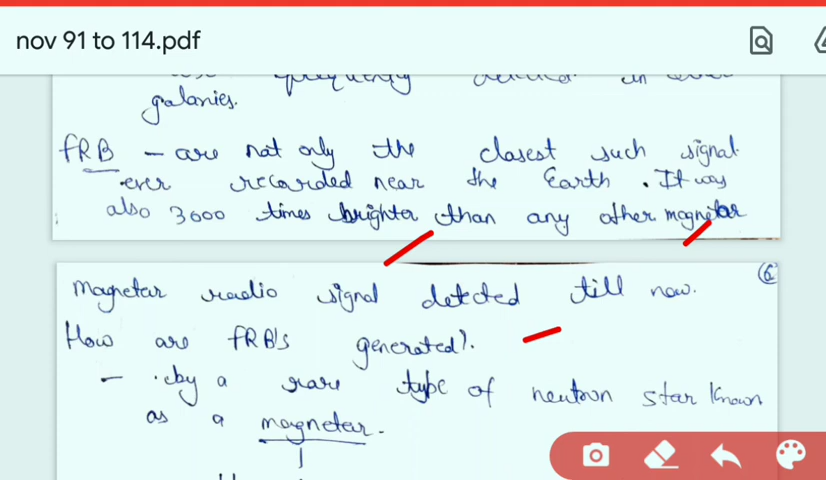 nov 91 to 114.pdf
frequency in
galanies.
fRB - are not only the closest such signal
ever recorded near the Earth. It was
also 3000 times brighter than any other magnetar
6
Magnetar radio signal detected till now.
How are fRB's generated?
- by a rare type of neutron star known
as a magnetar.